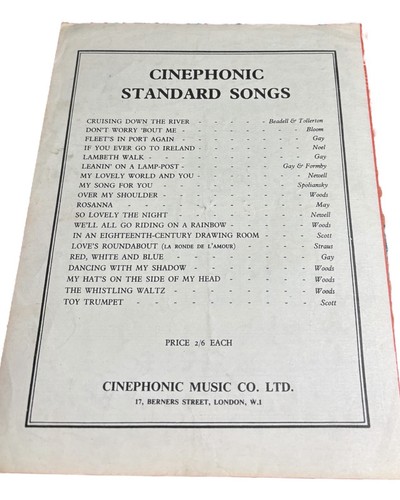 CINEPHONIC
STANDARD SONGS
CRUISING DOWN THE RIVER - - - - - - Beadell & Tollerton
DON'T WORRY 'BOUT ME - - - - - - - - Bloom
FLEET'S IN PORT AGAIN - - - - - - - - Gay
IF YOU EVER GO TO IRELAND - - - - - - - Noel
LAMBETH WALK - - - - - - - - - - Gay
LEANIN' ON A LAMP-POST - - - - - - Gay & Formby
MY LOVELY WORLD AND YOU - - - - - - - Newell
MY SONG FOR YOU - - - - - - - - Spoliansky
OVER MY SHOULDER - - - - - - - - - Woods
ROSANNA - - - - - - - - - - - May
SO LOVELY THE NIGHT - - - - - - - - Newell
WE'LL ALL GO RIDING ON A RAINBOW - - - - - Woods
IN AN EIGHTEENTH-CENTURY DRAWING ROOM - - - - Scott
LOVE'S ROUNDABOUT (LA RONDE DE L'AMOUR) - - - - Straus
RED, WHITE AND BLUE - - - - - - - - - Gay
DANCING WITH MY SHADOW - - - - - - - Woods
MY HAT'S ON THE SIDE OF MY HEAD - - - - - - Woods
THE WHISTLING WALTZ - - - - - - - - - Woods
TOY TRUMPET - - - - - - - - - - - Scott
PRICE 2/6 EACH
CINEPHONIC MUSIC CO. LTD.
17, BERNERS STREET, LONDON, W.1